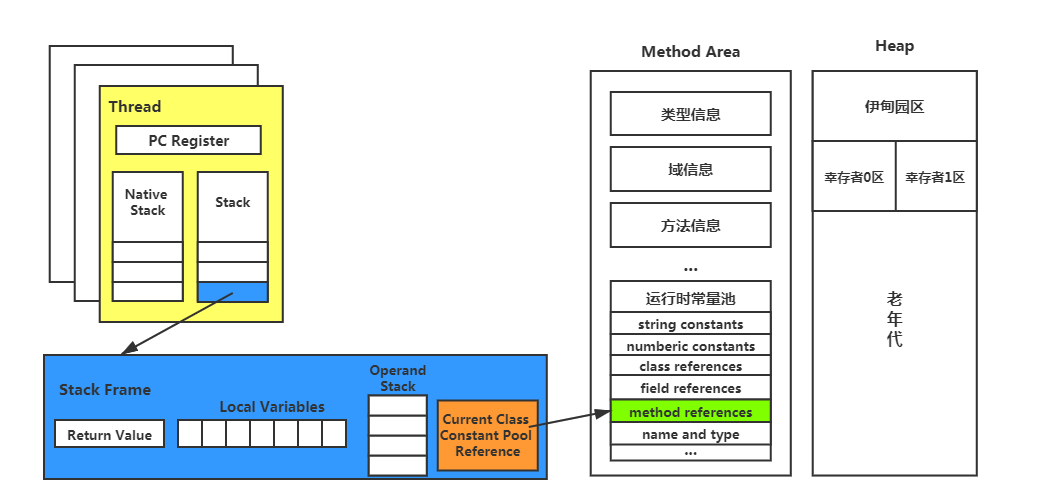 Thread
PC Register
Native
Stack
Stack
Stack Frame
Return Value
Local Variables
Operand
Stack
Current Class
Constant Pool
Reference
Method Area
类型信息
域信息
方法信息
...
运行时常量池
string constants
numberic constants
class references
field references
method references
name and type
...
Heap
伊甸园区
幸存者0区
幸存者1区
老
年
代